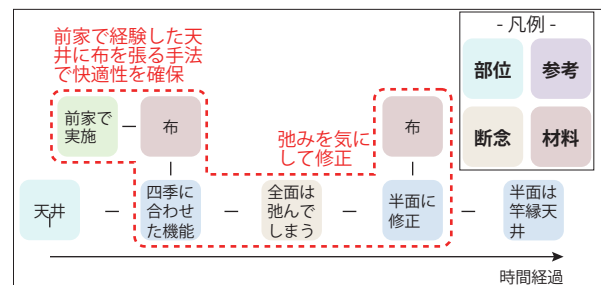 前家で経験した天
井に布を張る手法
で快適性を確保
- 凡例 -
部位
参考
断念
材料
前家で
実施
布
弛みを気に
して修正
布
天井
四季に
合わせ
た機能
全面は
弛んで
しまう
半面に
修正
半面は
竿縁天
井
時間経過